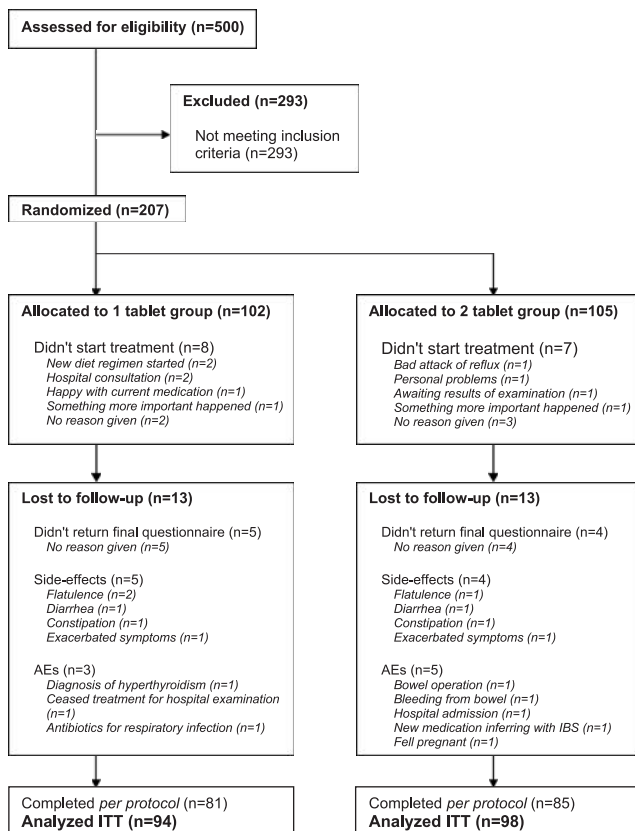 Assessed for eligibility (n=500)
Excluded (n=293)
Not meeting inclusion
criteria (n=293)
Randomized (n=207)
Allocated to 1 tablet group (n=102)
Didn't start treatment (n=8)
New diet regimen started (n=2)
Hospital consultation (n=2)
Happy with current medication (n=1)
Something more important happened (n=1)
No reason given (n=2)
Allocated to 2 tablet group (n=105)
Didn't start treatment (n=7)
Bad attack of reflux (n=1)
Personal problems (n=1)
Awaiting results of examination (n=1)
Something more important happened (n=1)
No reason given (n=3)
Lost to follow-up (n=13)
Didn't return final questionnaire (n=5)
No reason given (n=5)
Side-effects (n=5)
Flatulence (n=2)
Diarrhea (n=1)
Constipation (n=1)
Exacerbated symptoms (n=1)
AEs (n=3)
Diagnosis of hyperthyroidism (n=1)
Ceased treatment for hospital examination
(n=1)
Antibiotics for respiratory infection (n=1)
Lost to follow-up (n=13)
Didn't return final questionnaire (n=4)
No reason given (n=4)
Side-effects (n=4)
Flatulence (n=1)
Diarrhea (n=1)
Constipation (n=1)
Exacerbated symptoms (n=1)
AEs (n=5)
Bowel operation (n=1)
Bleeding from bowel (n=1)
Hospital admission (n=1)
New medication inferring with IBS (n=1)
Fell pregnant (n=1)
Completed per protocol (n=81)
Analyzed ITT (n=94)
Completed per protocol (n=85)
Analyzed ITT (n=98)